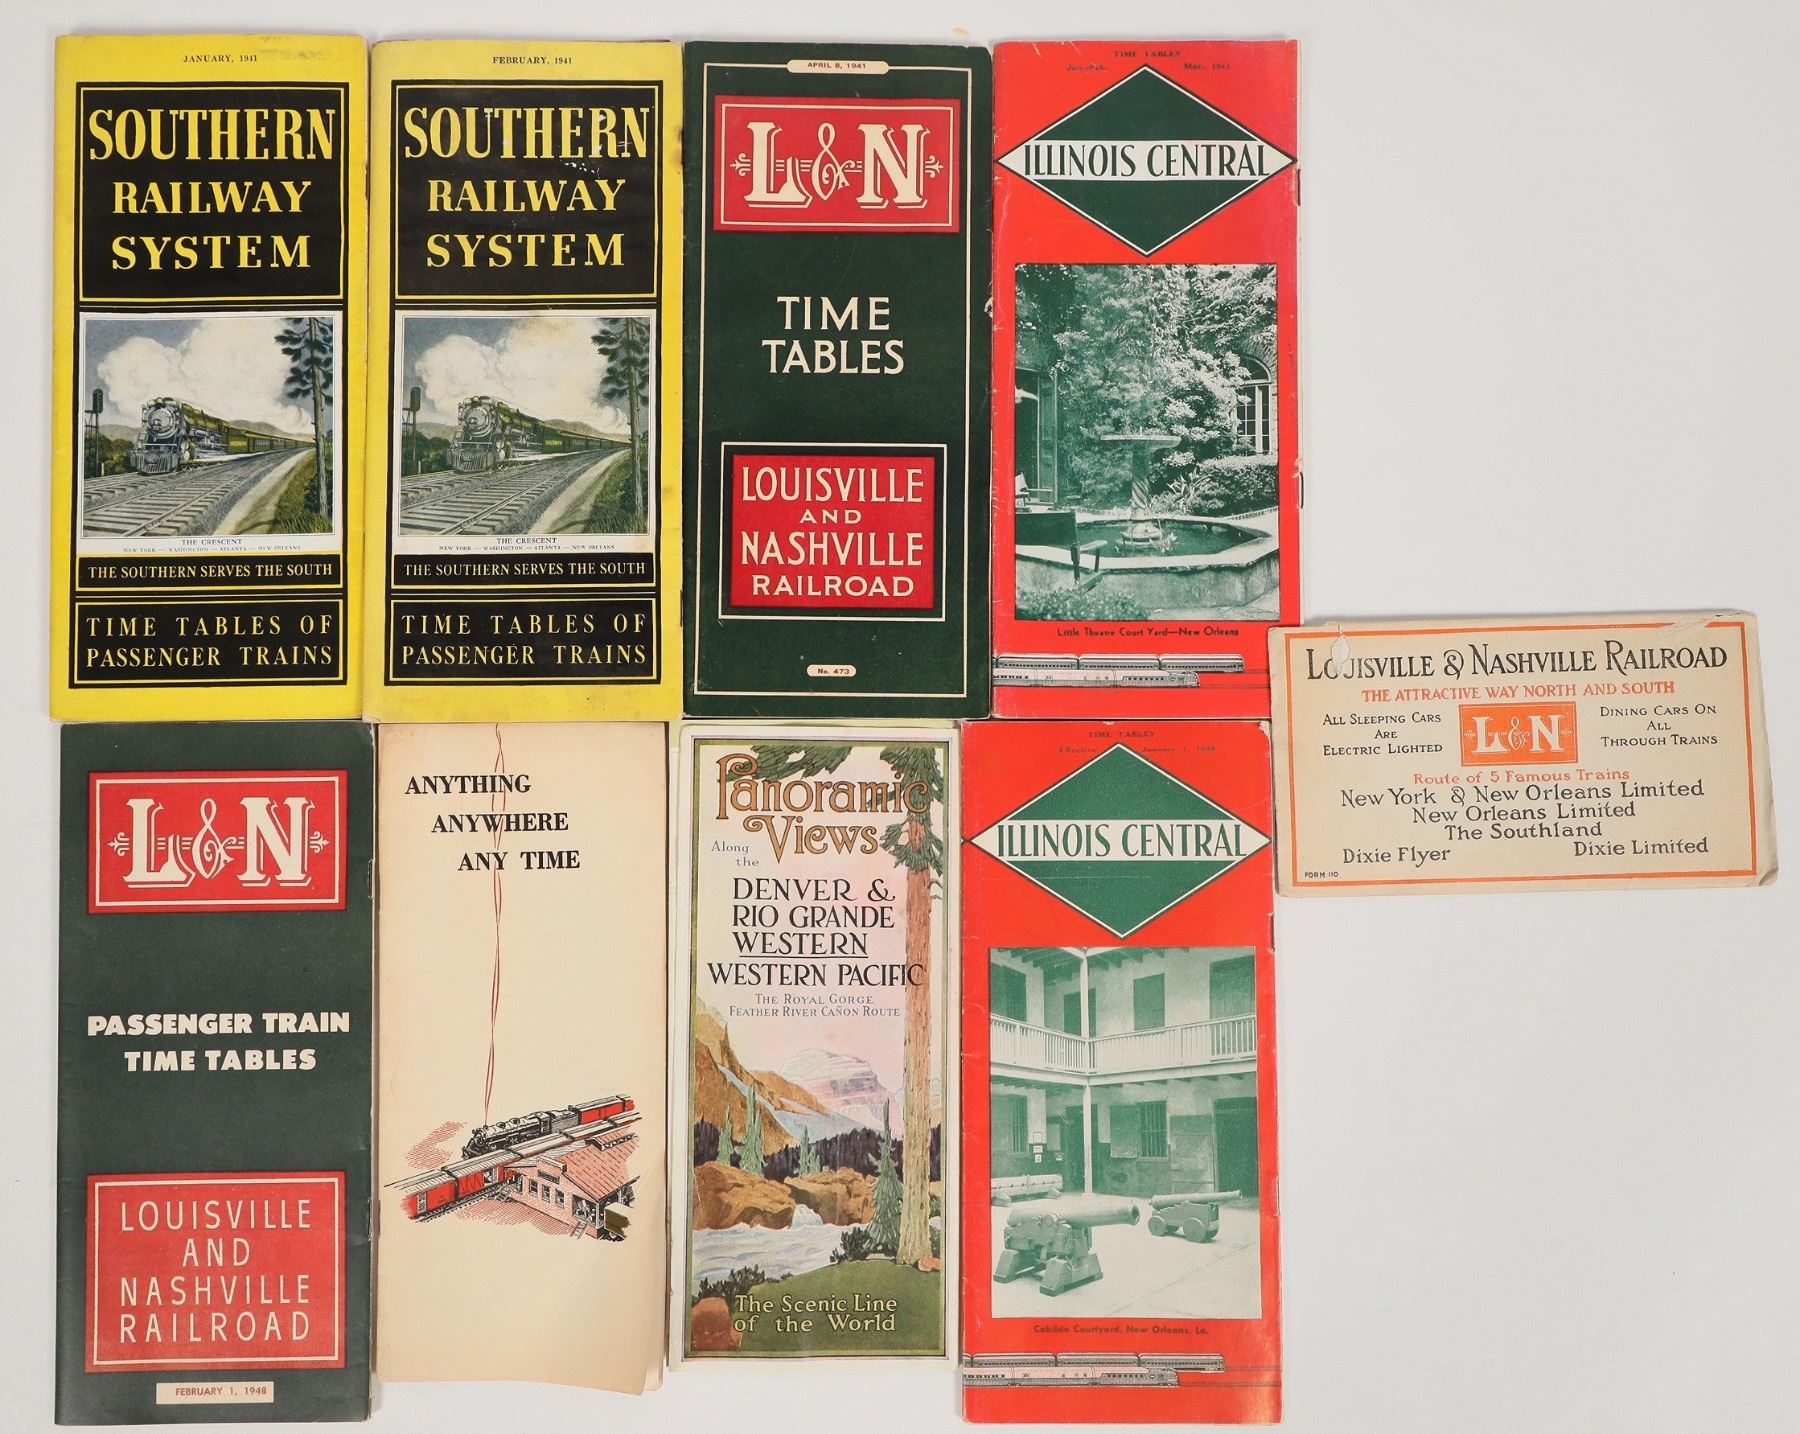 JANUARY, 1941
SOUTHERN
RAILWAY
SYSTEM
THE CRESCENT
NEW YORK — WASHINGTON — ATLANTA — NEW ORLEANS
THE SOUTHERN SERVES THE SOUTH
TIME TABLES OF
PASSENGER TRAINS
FEBRUARY, 1941
SOUTHERN
RAILWAY
SYSTEM
THE CRESCENT
NEW YORK — WASHINGTON — ATLANTA — NEW ORLEANS
THE SOUTHERN SERVES THE SOUTH
TIME TABLES OF
PASSENGER TRAINS
APRIL 8, 1941
L&N
TIME
TABLES
LOUISVILLE
AND
NASHVILLE
RAILROAD
No. 473
TIME TABLES
Jan.-Feb. Mar., 1941
ILLINOIS CENTRAL
Little Theatre Court Yard—New Orleans
LOUISVILLE & NASHVILLE RAILROAD
THE ATTRACTIVE WAY NORTH AND SOUTH
ALL SLEEPING CARS
ARE
ELECTRIC LIGHTED
L&N
DINING CARS ON
ALL
THROUGH TRAINS
Route of 5 Famous Trains
New York & New Orleans Limited
New Orleans Limited
The Southland
Dixie Flyer Dixie Limited
FORM 110
L&N
PASSENGER TRAIN
TIME TABLES
LOUISVILLE
AND
NASHVILLE
RAILROAD
FEBRUARY 1, 1948
ANYTHING
ANYWHERE
ANY TIME
Panoramic
Views
Along
the
DENVER &
RIO GRANDE
WESTERN
WESTERN PACIFIC
THE ROYAL GORGE
FEATHER RIVER CAÑON ROUTE
The Scenic Line
of the World
TIME TABLES
Effective January 1, 1948
ILLINOIS CENTRAL
Cabildo Courtyard, New Orleans, La.